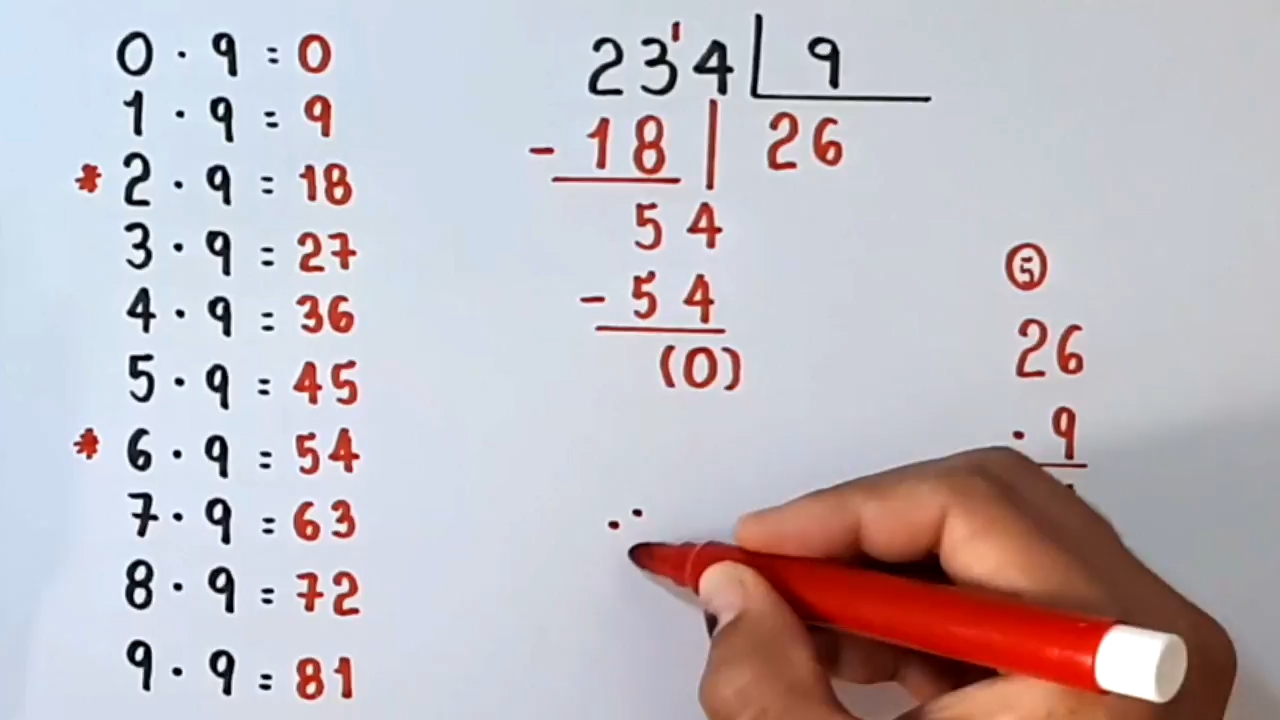 0 · 9 = 0
1 · 9 = 9
* 2 · 9 = 18
3 · 9 = 27
4 · 9 = 36
5 · 9 = 45
* 6 · 9 = 54
7 · 9 = 63
8 · 9 = 72
9 · 9 = 81
23'4 | 9
- 18 | 26
54
- 54
(0)
⑤
26
· 9